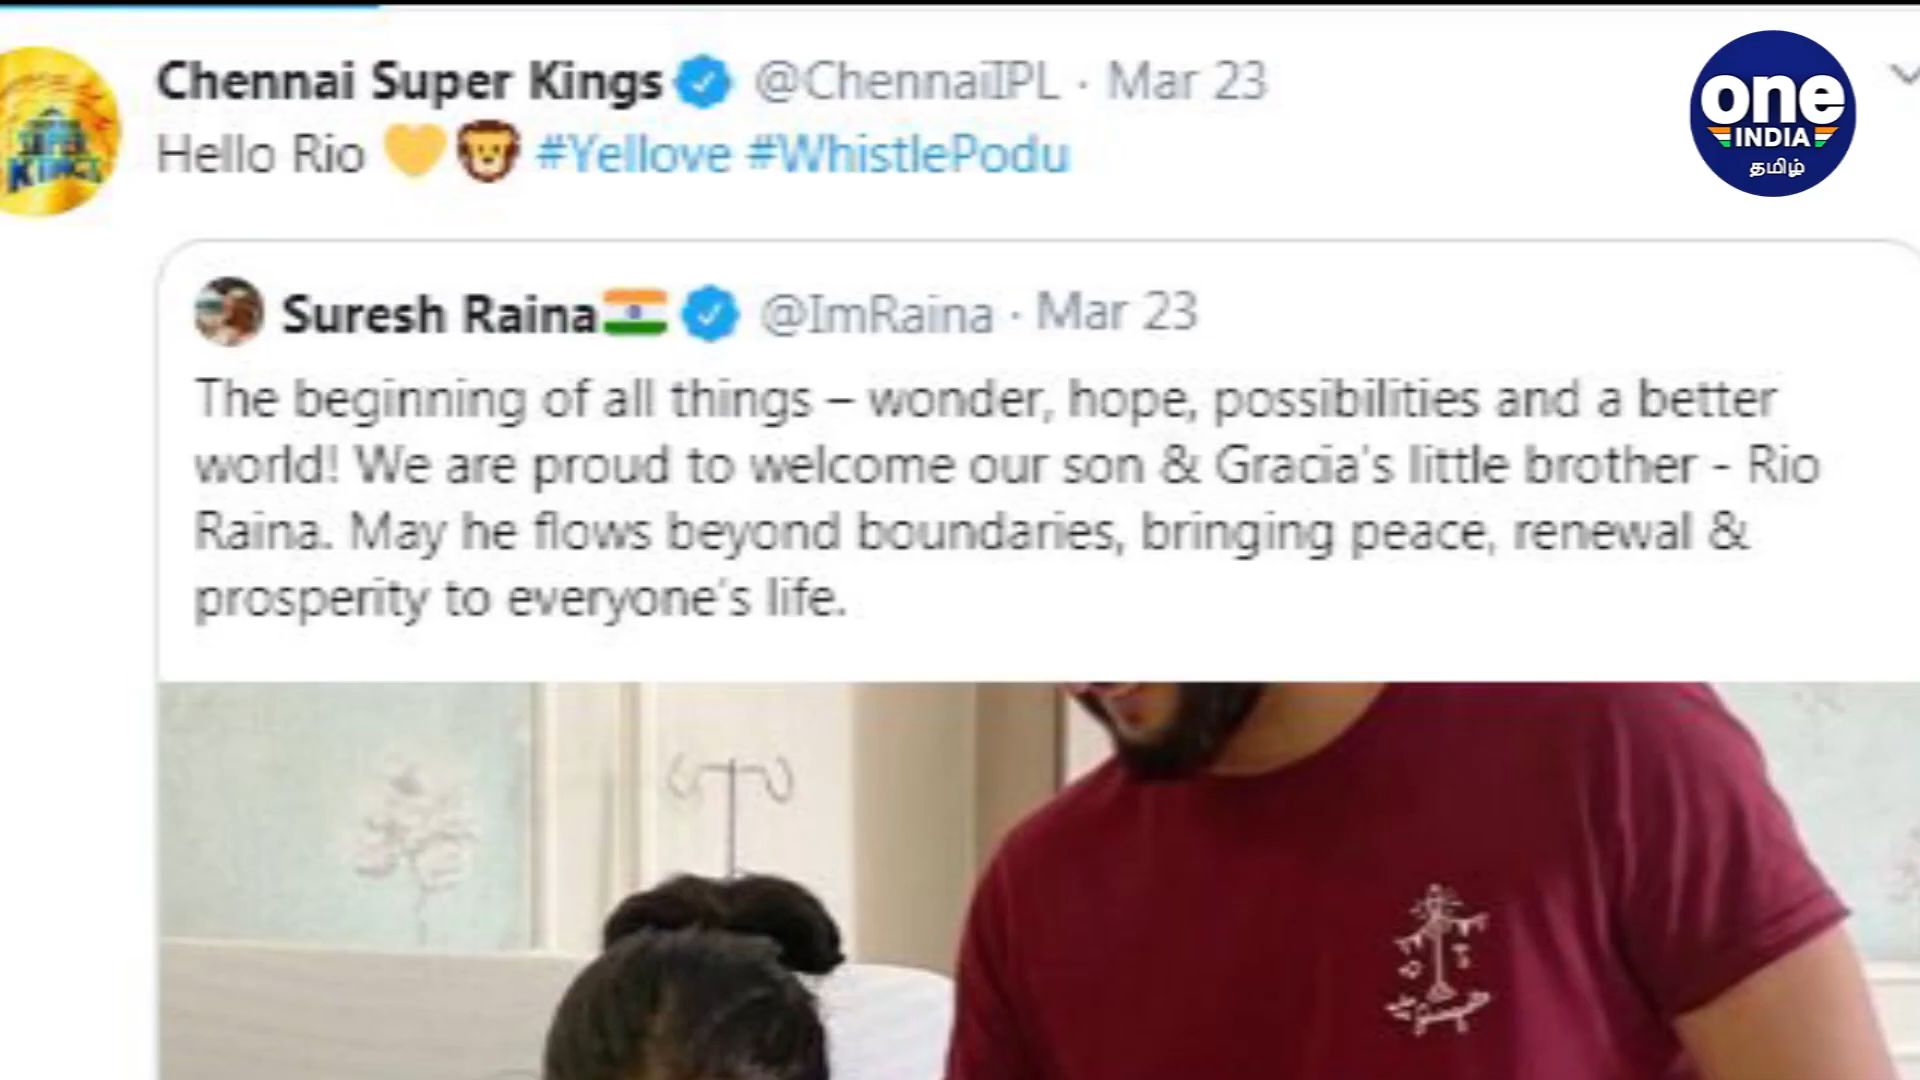 Chennai Super Kings @ChennaiIPL · Mar 23
Hello Rio 💛🦁 #Yellove #WhistlePodu
one
INDIA
தமிழ்
KINGS
Suresh Raina🇮🇳 @ImRaina · Mar 23
The beginning of all things – wonder, hope, possibilities and a better
world! We are proud to welcome our son & Gracia's little brother - Rio
Raina. May he flows beyond boundaries, bringing peace, renewal &
prosperity to everyone's life.